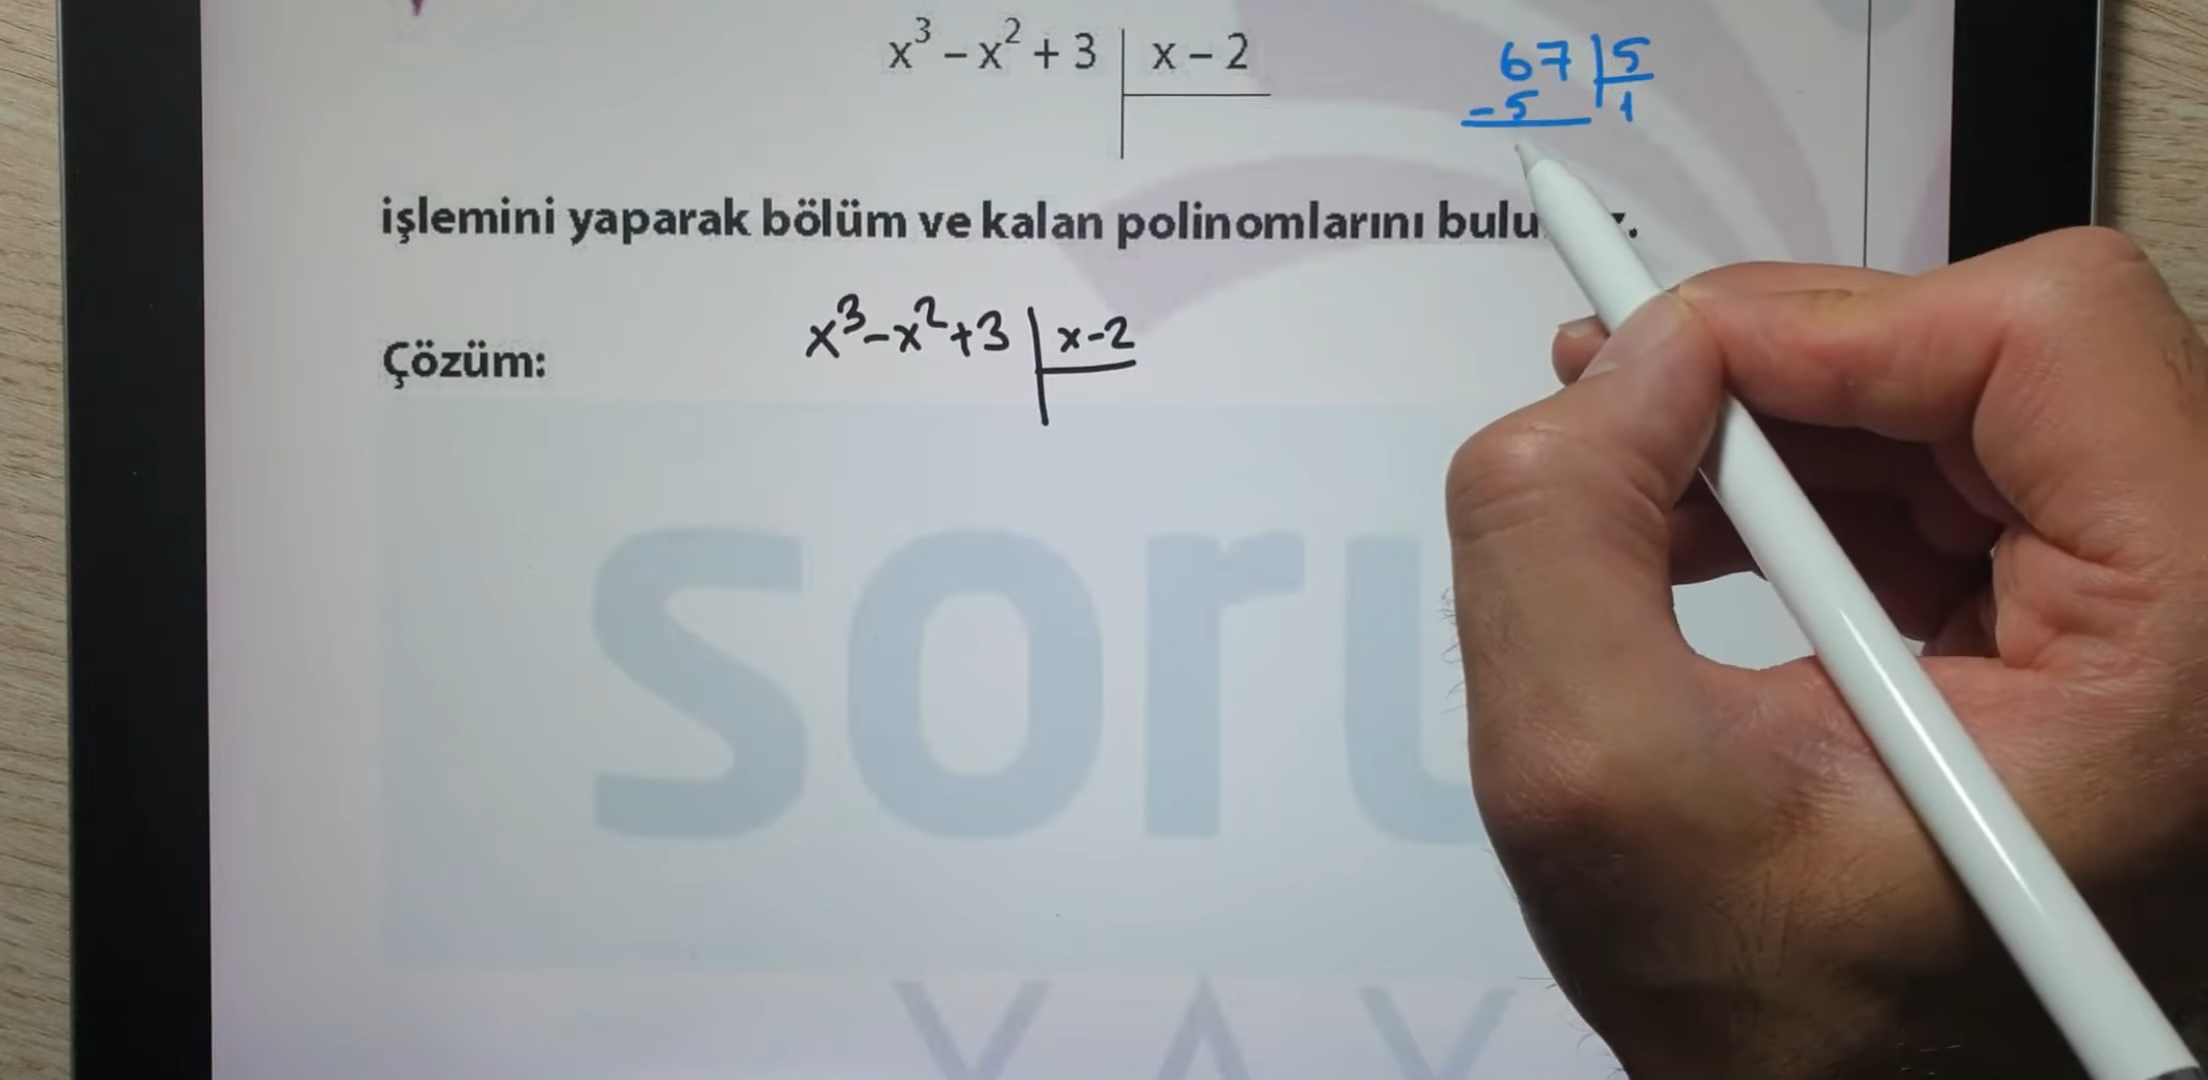 x³ – x² + 3 | x – 2
67 | 5
-5 1
işlemini yaparak bölüm ve kalan polinomlarını
Çözüm:
x³-x²+3 | x-2
soru
YAY